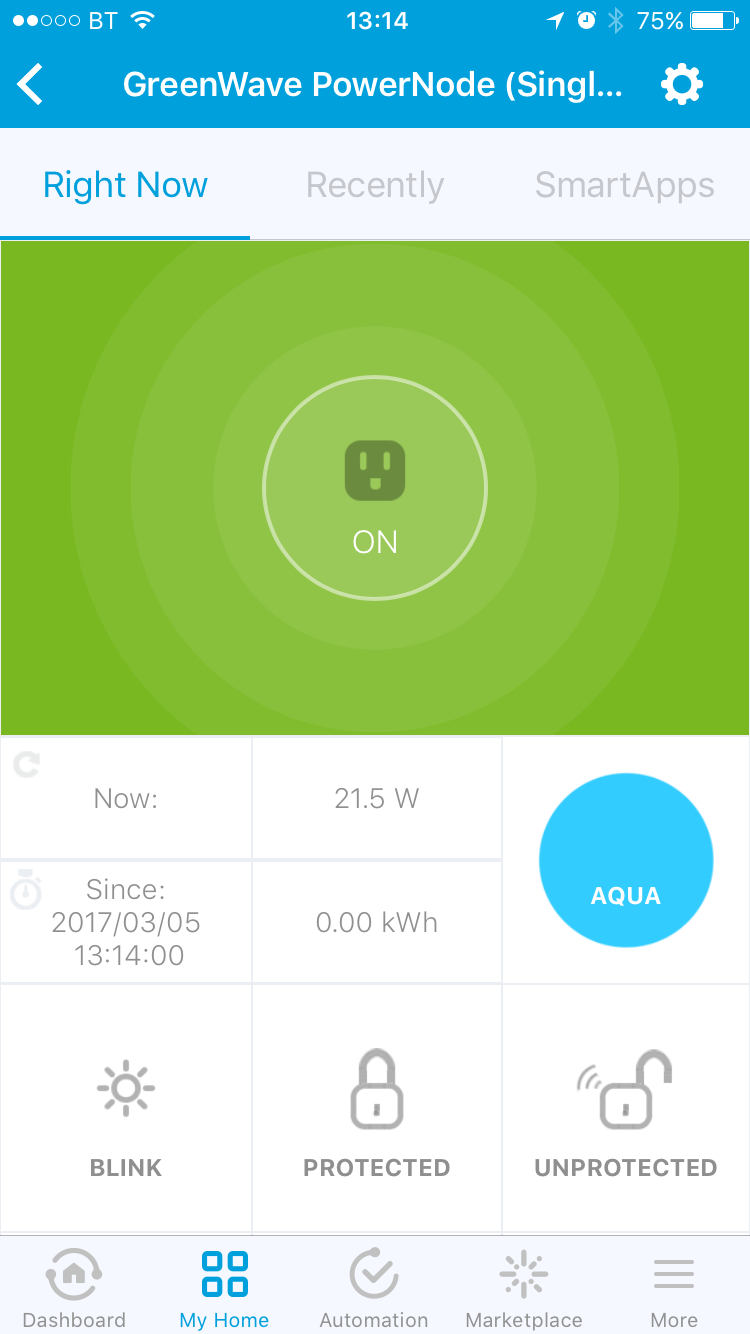 BT 13:14 75%
GreenWave PowerNode (Singl...
Right Now Recently SmartApps
ON
Now: 21.5 W
AQUA
Since:
2017/03/05
13:14:00
0.00 kWh
BLINK PROTECTED UNPROTECTED
Dashboard My Home Automation Marketplace More